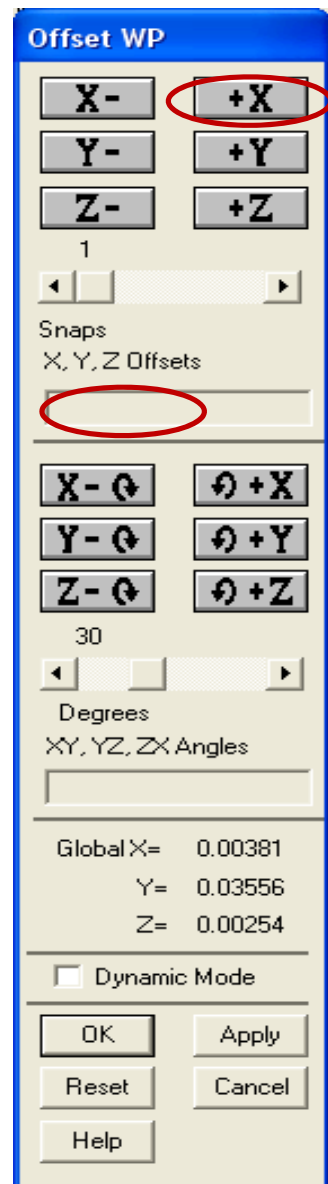 Offset WP
X- +X
Y- +Y
Z- +Z
1
Snaps
X, Y, Z Offsets
X- ↻ ↺ +X
Y- ↻ ↺ +Y
Z- ↻ ↺ +Z
30
Degrees
XY, YZ, ZX Angles
Global X= 0.00381
Y= 0.03556
Z= 0.00254
Dynamic Mode
OK Apply
Reset Cancel
Help